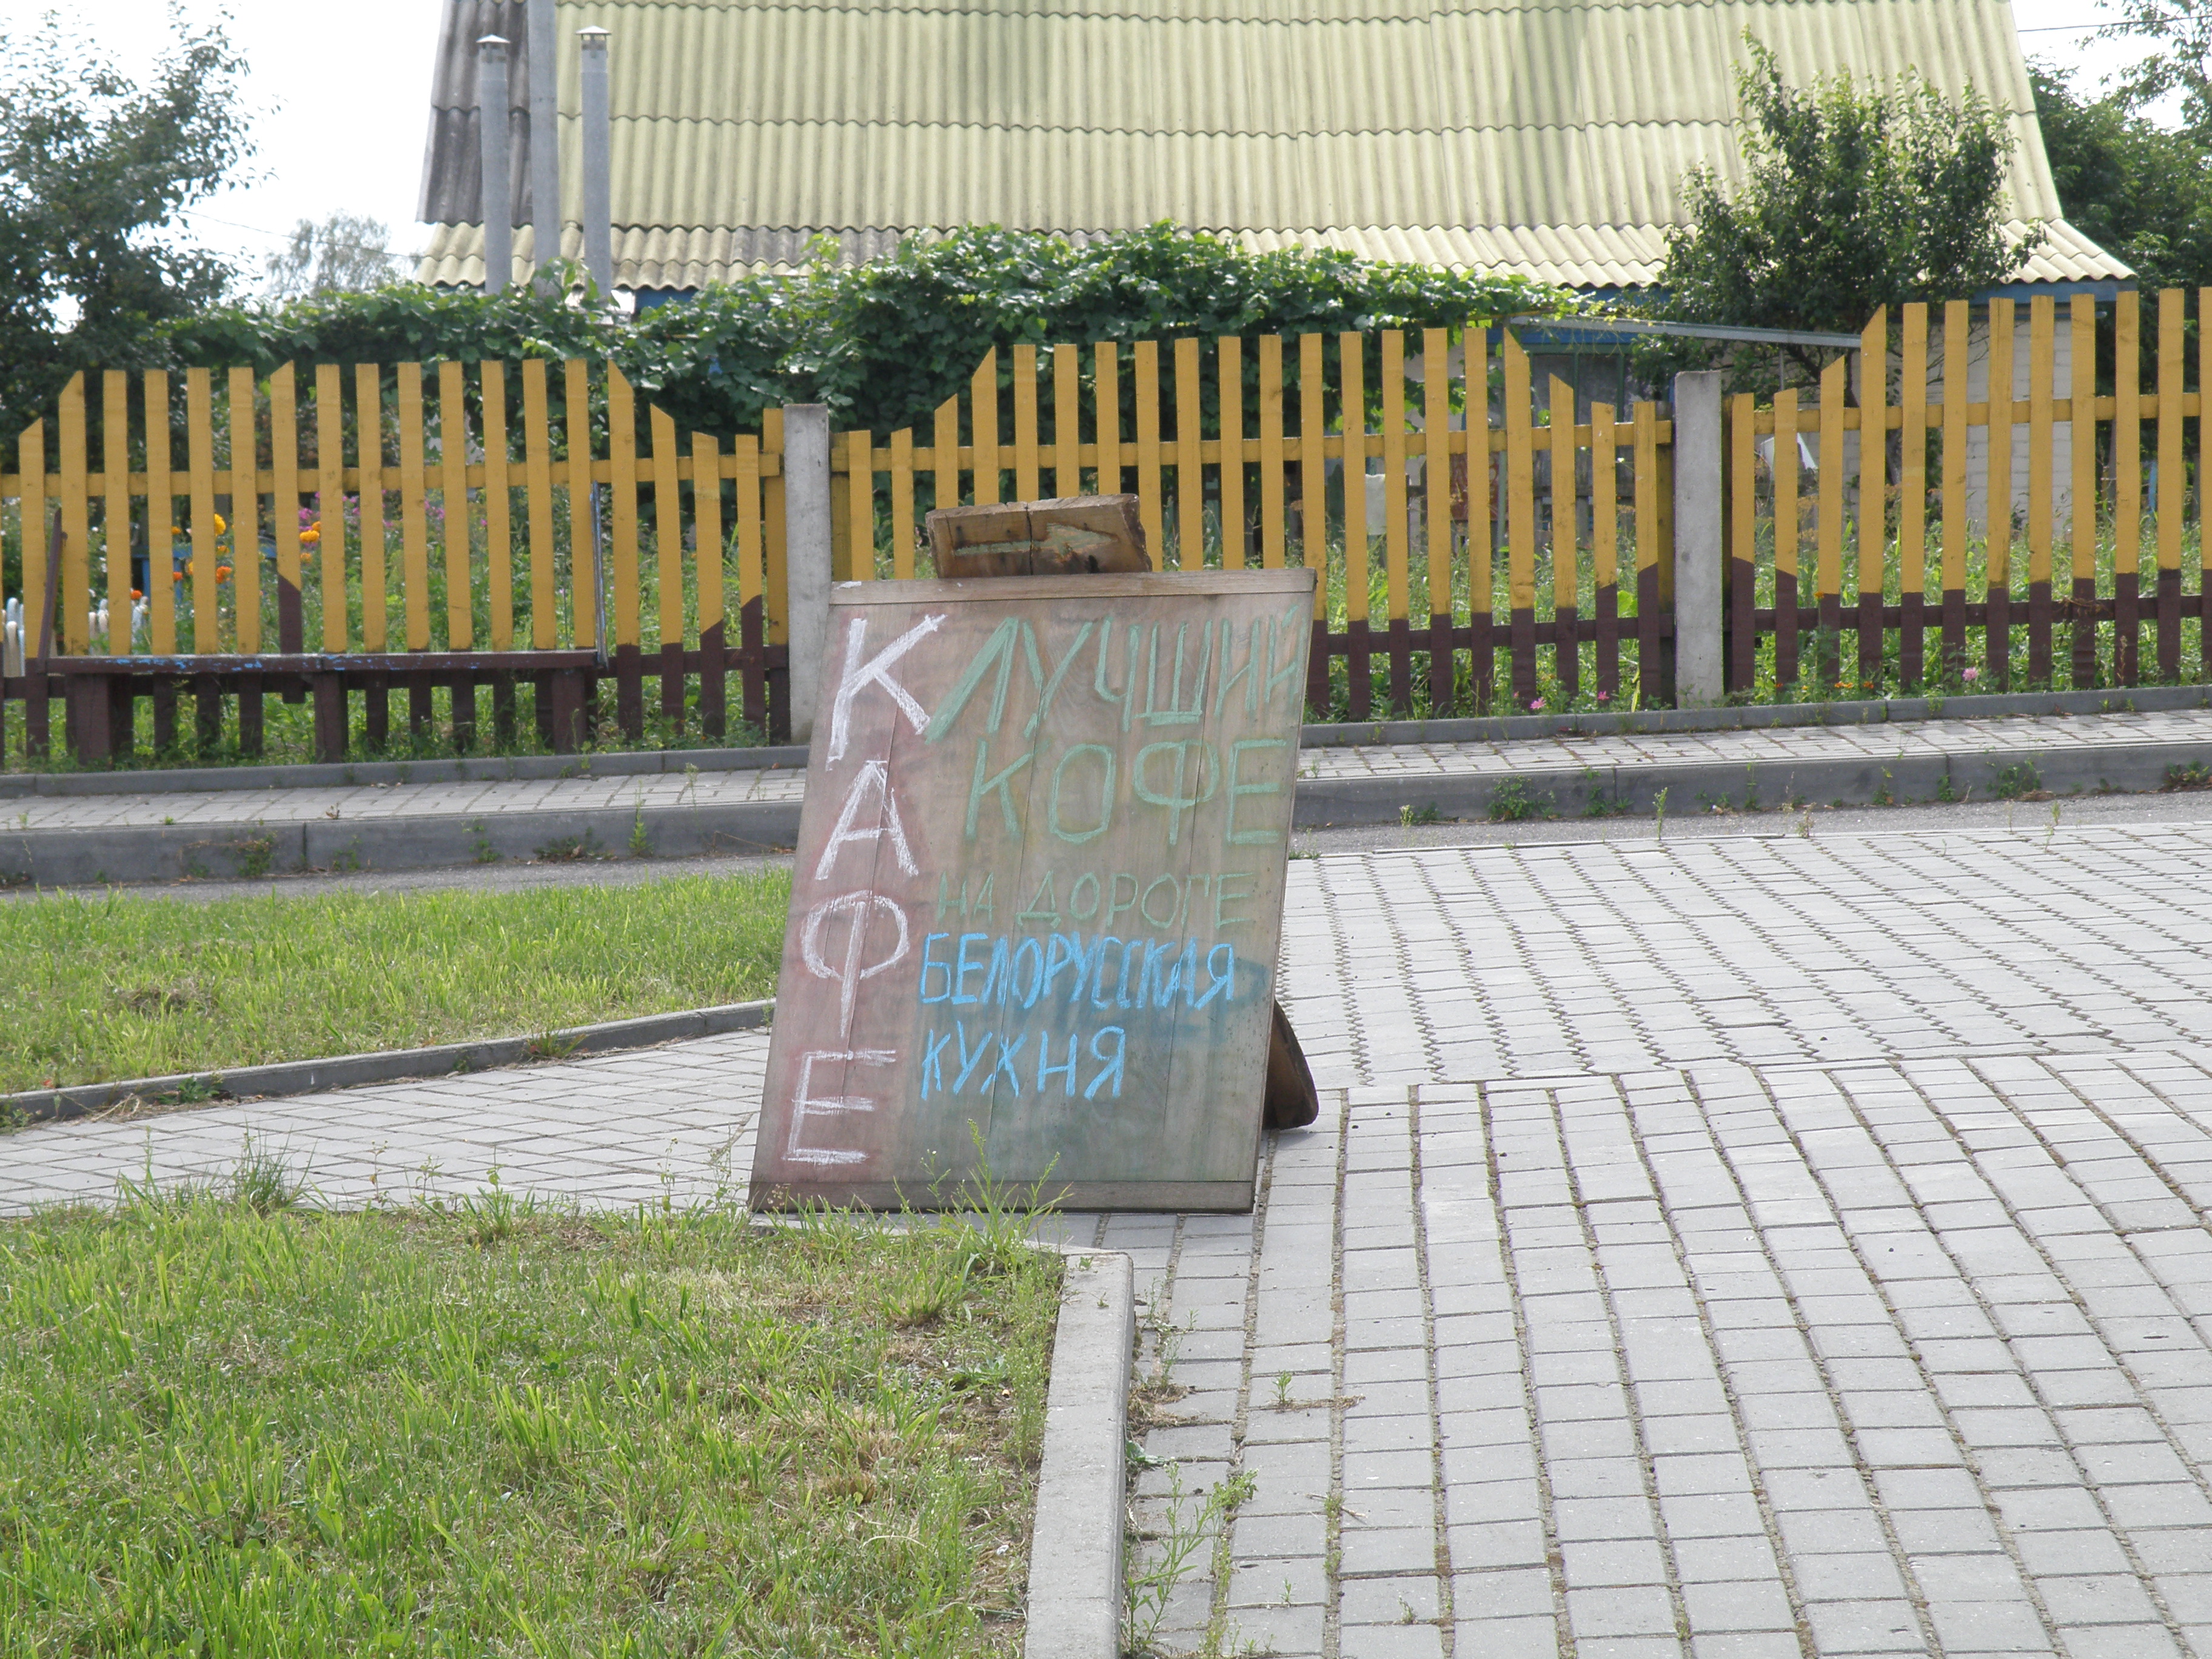 КАФЕ
ЛУЧШИЙ
КОФЕ
НА ДОРОГЕ
БЕЛОРУССКАЯ
КУХНЯ